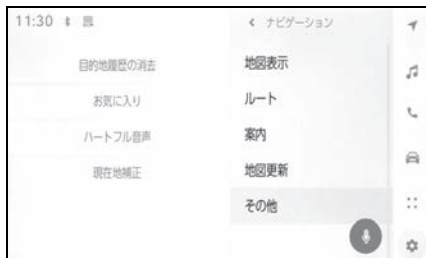 11:30
目的地履歴の消去
お気に入り
ハートフル音声
現在地補正
ナビゲーション
地図表示
ルート
案内
地図更新
その他